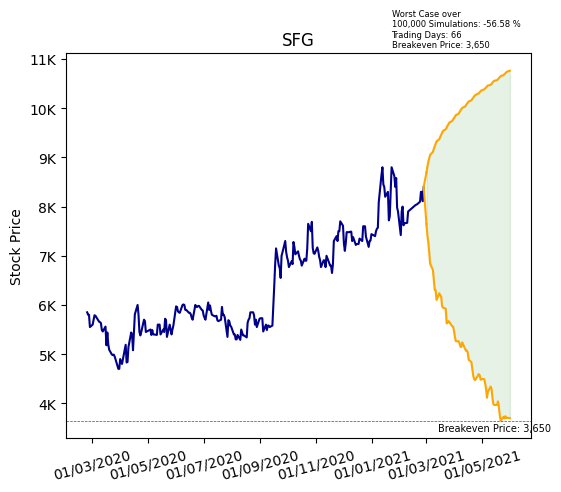 Worst Case over
100,000 Simulations: -56.58 %
Trading Days: 66
Breakeven Price: 3,650
SFG
Stock Price
11K
10K
9K
8K
7K
6K
5K
4K
Breakeven Price: 3,650
01/03/2020
01/05/2020
01/07/2020
01/09/2020
01/11/2020
01/01/2021
01/03/2021
01/05/2021